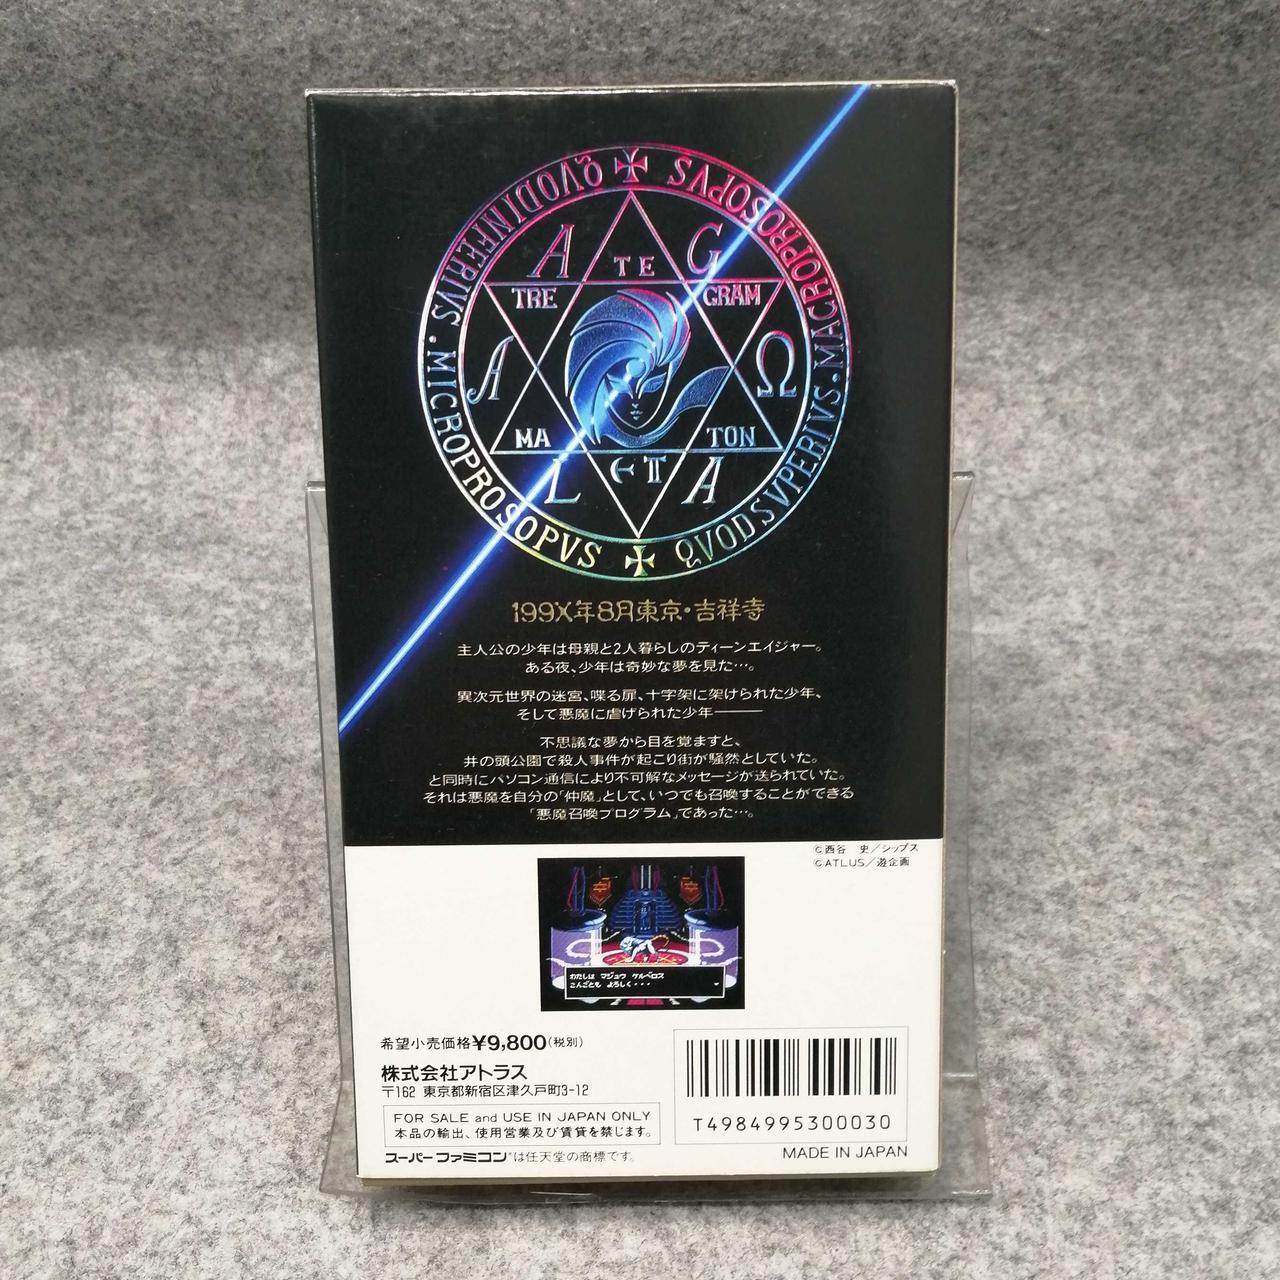 ✠ SVPOSORPORCAM
QVODINFERIVS. MICROPROSOPVS ✠ QVODSVPERIVS. MACROPROSOPVS
A TE G
TRE GRAM
A Ω
MA TON
L A
199X年8月東京・吉祥寺
主人公の少年は母親と2人暮らしのティーンエイジャー。
ある夜、少年は奇妙な夢を見た…。
異次元世界の迷宮、喋る扉、十字架に架けられた少年、
そして悪魔に虐げられた少年───
不思議な夢から目を覚ますと、
井の頭公園で殺人事件が起こり街が騒然としていた。
と同時にパソコン通信により不可解なメッセージが送られていた。
それは悪魔を自分の「仲魔」として、いつでも召喚することができる
「悪魔召喚プログラム」であった…。
©西谷 史/シップス
©ATLUS/遊企画
わたしは マジュウ ケルベロス
こんごとも よろしく・・・
希望小売価格¥9,800(税別)
株式会社アトラス
〒162 東京都新宿区津久戸町3-12
FOR SALE and USE IN JAPAN ONLY
本品の輸出、使用営業及び賃貸を禁じます。
スーパーファミコン®は任天堂の商標です。
T4984995300030
MADE IN JAPAN